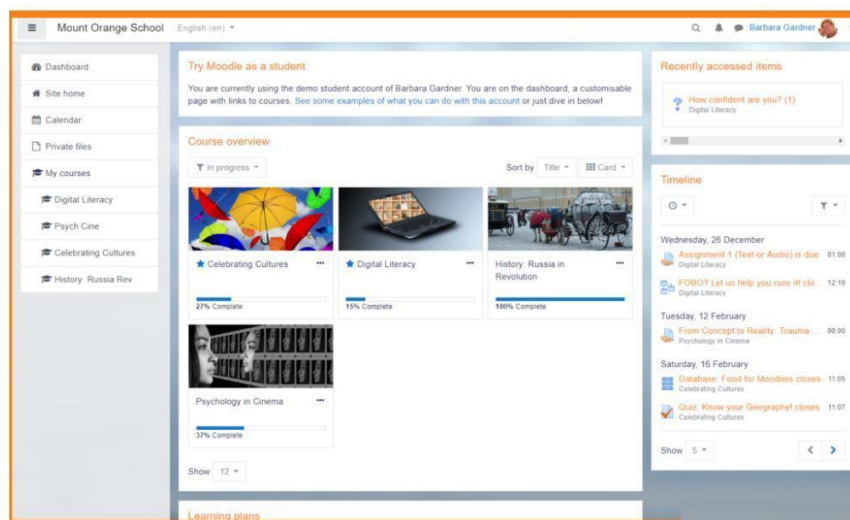 Mount Orange School
English (en)
Barbara Gardner
Dashboard
Site home
Calendar
Private files
My courses
Digital Literacy
Psych Cine
Celebrating Cultures
History: Russia Rev
Try Moodle as a student
You are currently using the demo student account of Barbara Gardner. You are on the dashboard, a customisable
page with links to courses. See some examples of what you can do with this account or just dive in below!
Course overview
In progress
Sort by Title Card
Celebrating Cultures ...
27% Complete
Digital Literacy ...
15% Complete
History: Russia in ...
Revolution
100% Complete
Psychology in Cinema ...
37% Complete
Show 12
Learning plans
Recently accessed items
How confident are you? (1)
Digital Literacy
Timeline
Wednesday, 26 December
Assignment 1 (Text or Audio) is due 01:00
Digital Literacy
FOBO? Let us help you cure it! clo... 12:10
Digital Literacy
Tuesday, 12 February
From Concept to Reality: Trauma ... 00:00
Psychology in Cinema
Saturday, 16 February
Database: Food for Moodlers closes 11:05
Celebrating Cultures
Quiz: Know your Geography! closes 11:07
Celebrating Cultures
Show 5